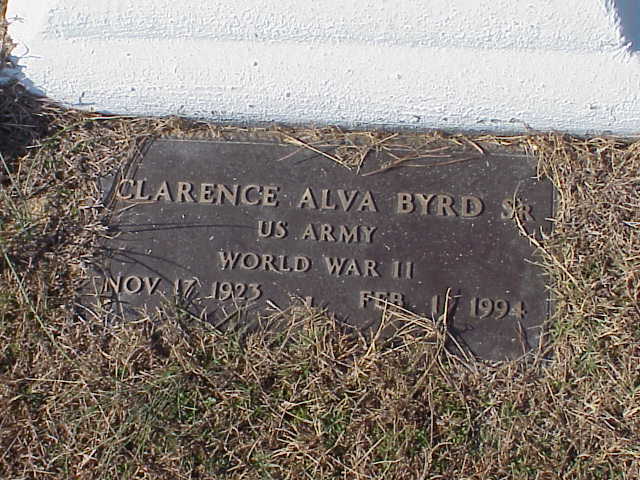 CLARENCE ALVA BYRD SR
US ARMY
WORLD WAR II
NOV 17 1923 FEB 1994